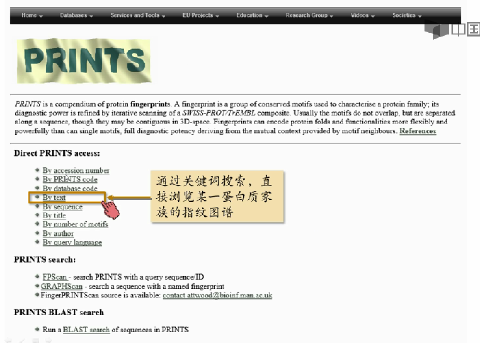 Home Databases Services and Tools EU Projects Education Research Group Videos Societies
中国
PRINTS
PRINTS is a compendium of protein fingerprints. A fingerprint is a group of conserved motifs used to characterise a protein family; its
diagnostic power is refined by iterative scanning of a SWISS-PROT/TrEMBL composite. Usually the motifs do not overlap, but are separated
along a sequence, though they may be contiguous in 3D-space. Fingerprints can encode protein folds and functionalities more flexibly and
powerfully than can single motifs, full diagnostic potency deriving from the mutual context provided by motif neighbours. References
Direct PRINTS access:
By accession number
By PRINTS code
By database code
By text
By sequence
By title
By number of motifs
By author
By query language
通过关键词搜索，直
接浏览某一蛋白质家
族的指纹图谱
PRINTS search:
FPScan - search PRINTS with a query sequence/ID
GRAPHScan - search a sequence with a named fingerprint
FingerPRINTScan source is available: contact attwood@bioinf.man.ac.uk
PRINTS BLAST search
Run a BLAST search of sequences in PRINTS